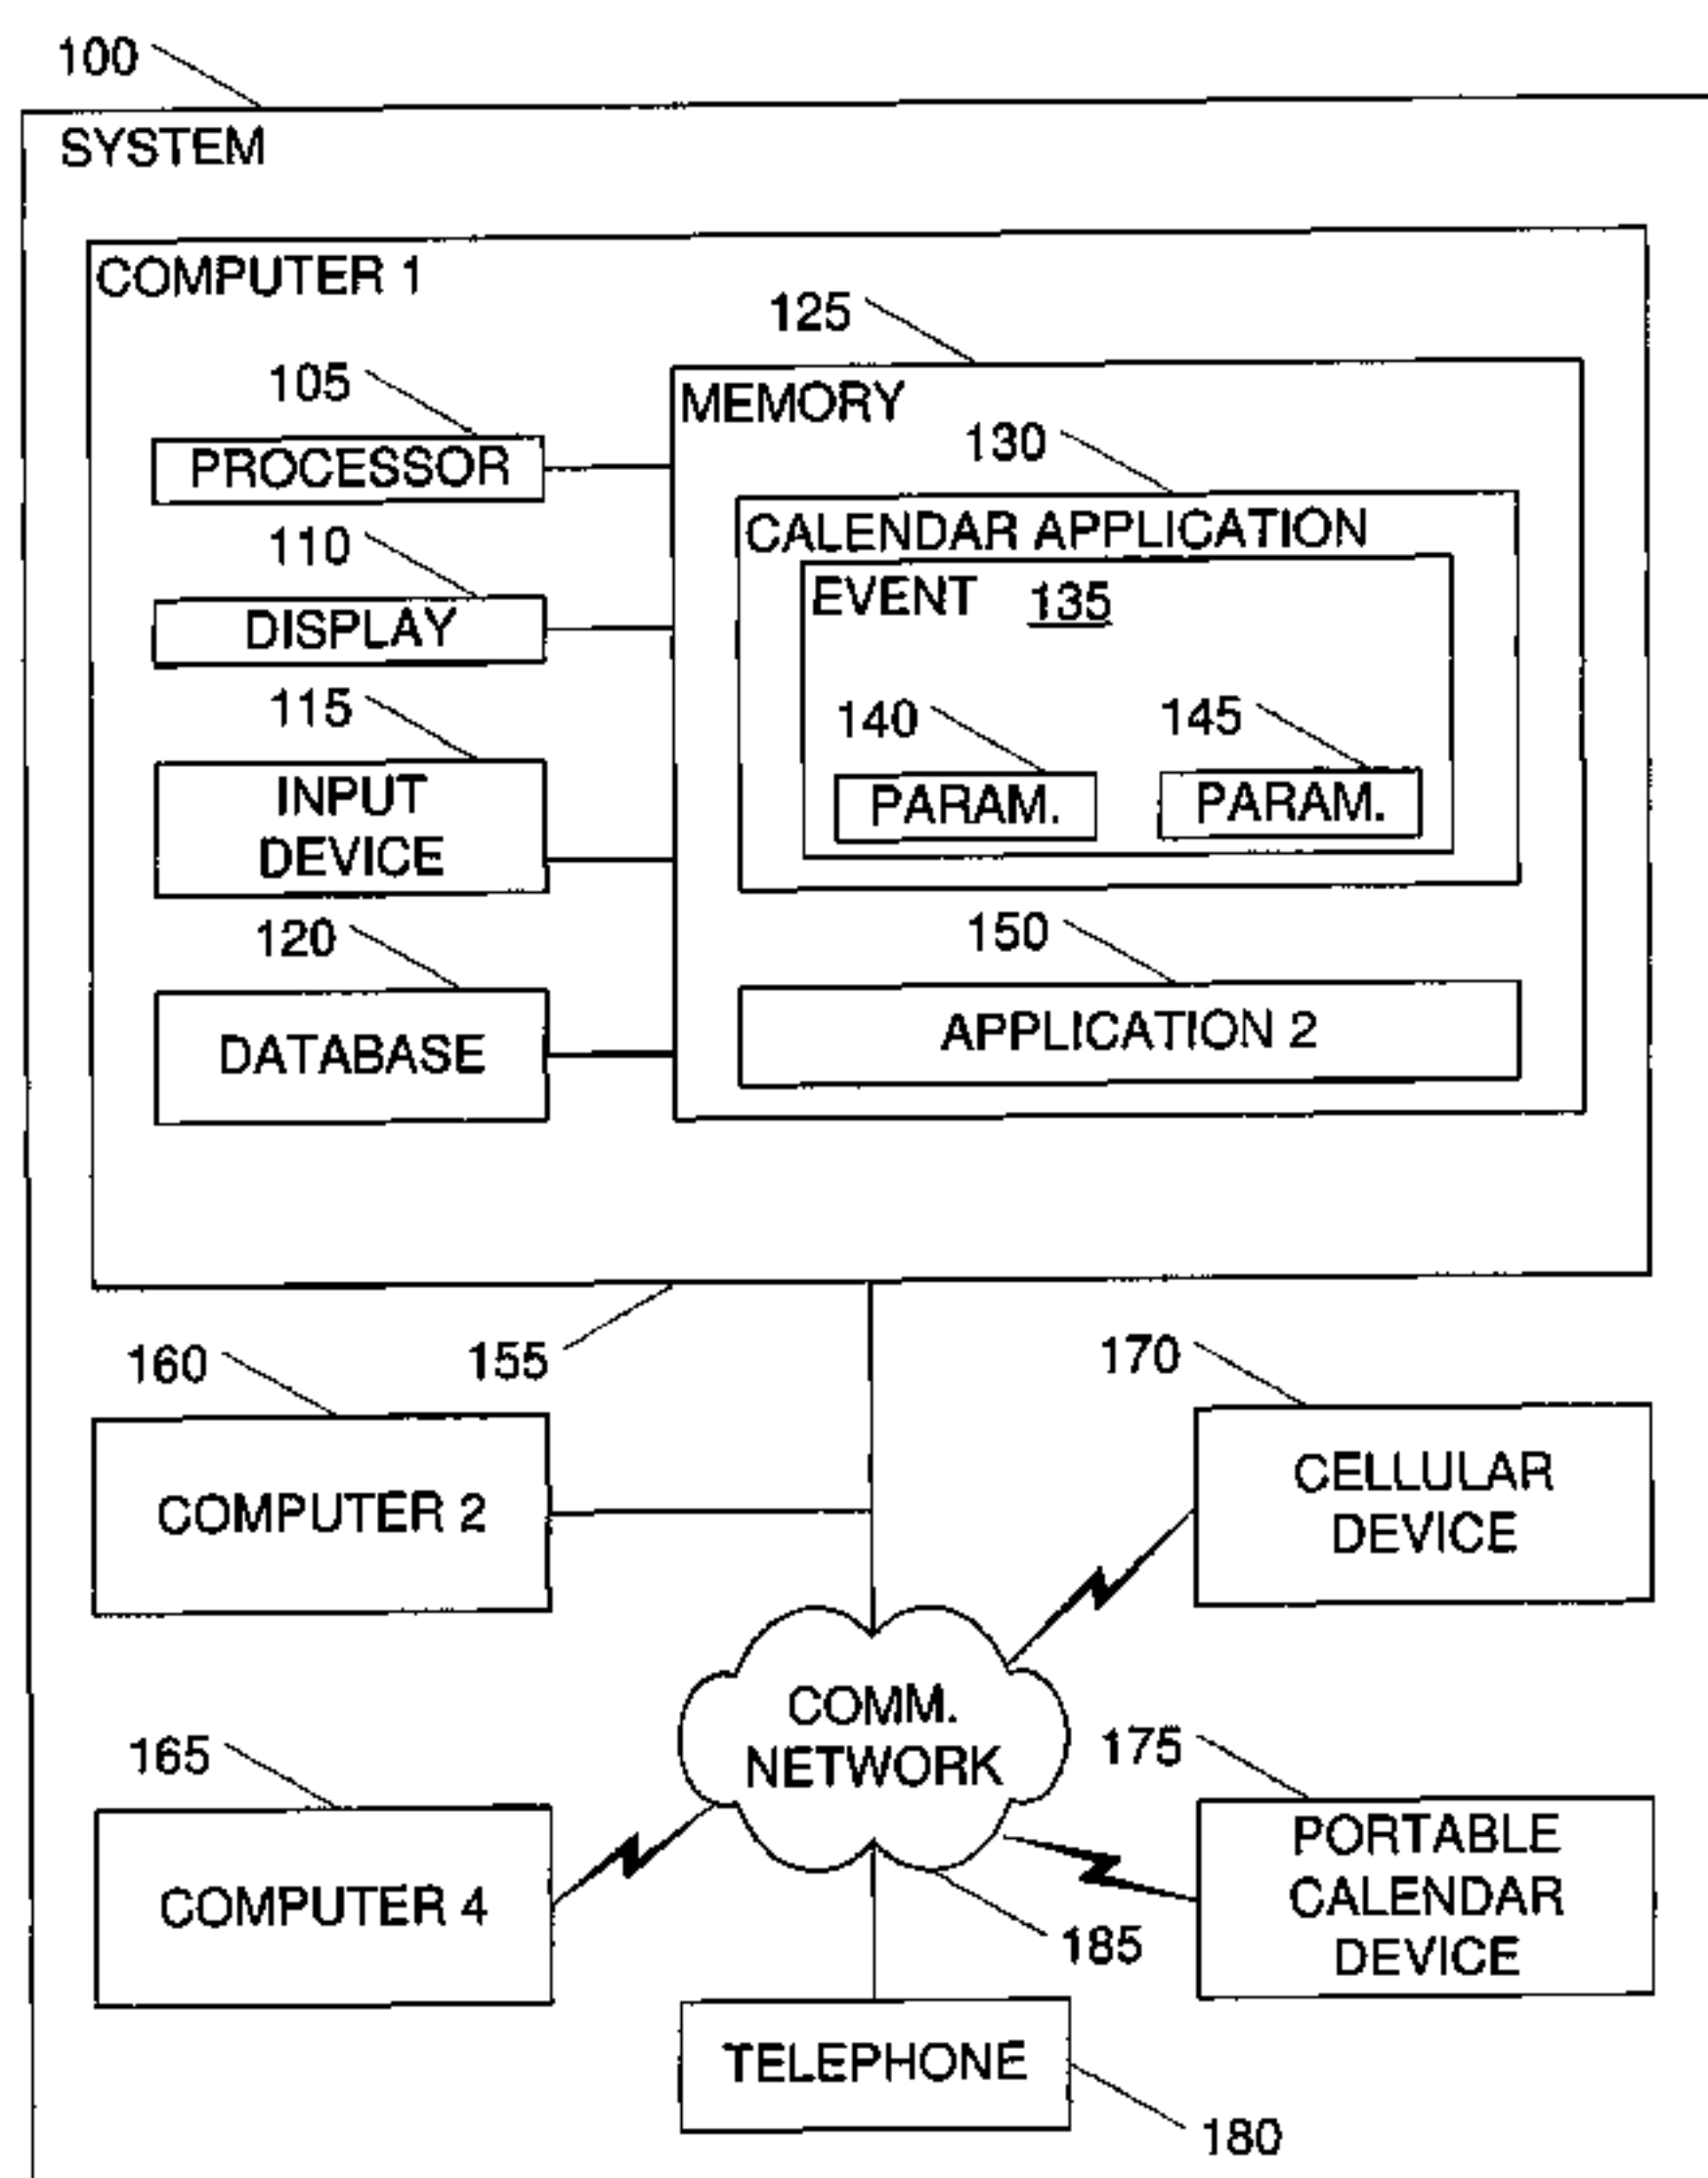 100
SYSTEM
COMPUTER 1
125
105
MEMORY
PROCESSOR
130
CALENDAR APPLICATION
110
EVENT 135
DISPLAY
115
140 145
INPUT
DEVICE
PARAM. PARAM.
120
150
DATABASE
APPLICATION 2
160 155 170
COMPUTER 2
CELLULAR
DEVICE
COMM.
NETWORK
165 175
COMPUTER 4
PORTABLE
CALENDAR
DEVICE
185
TELEPHONE
180